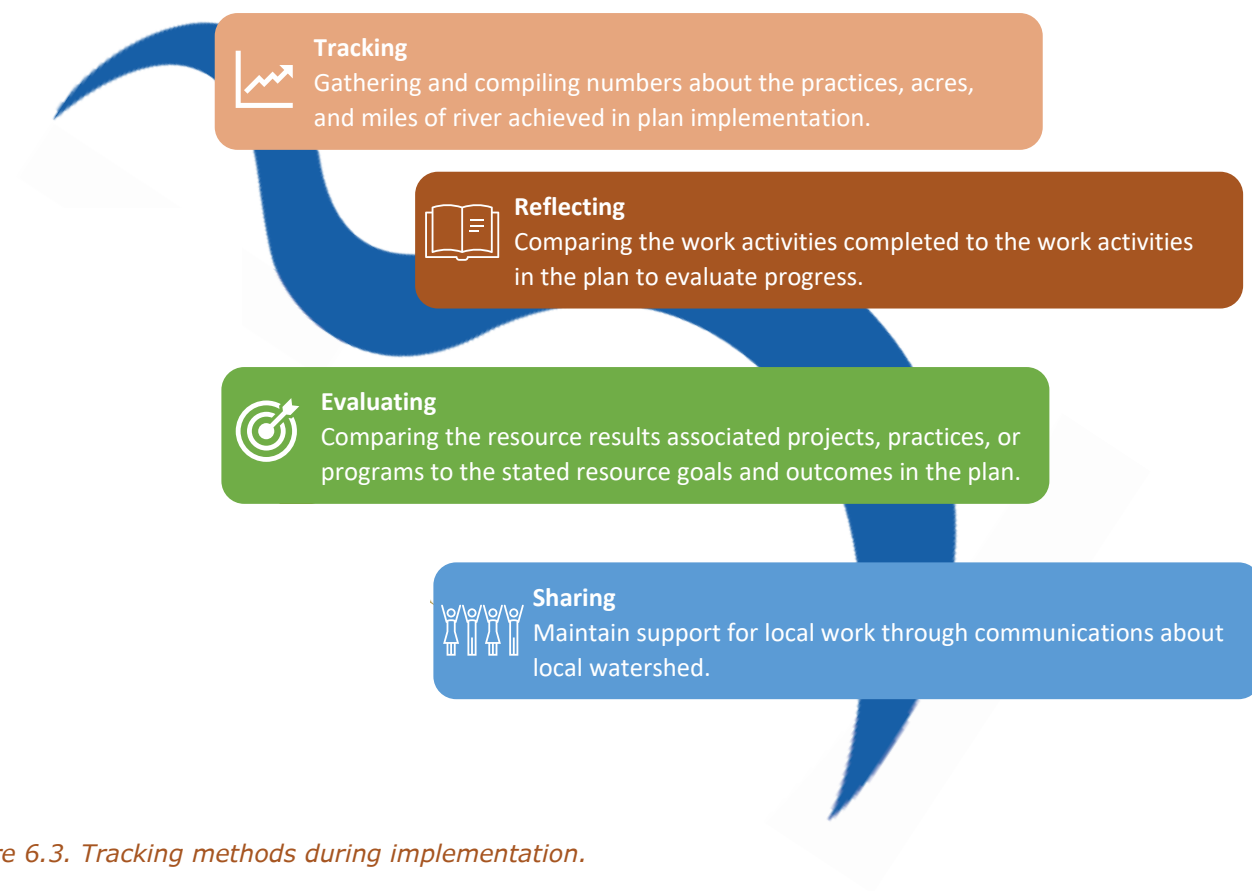 Tracking
Gathering and compiling numbers about the practices, acres,
and miles of river achieved in plan implementation.
Reflecting
Comparing the work activities completed to the work activities
in the plan to evaluate progress.
Evaluating
Comparing the resource results associated projects, practices, or
programs to the stated resource goals and outcomes in the plan.
Sharing
Maintain support for local work through communications about
local watershed.
re 6.3. Tracking methods during implementation.